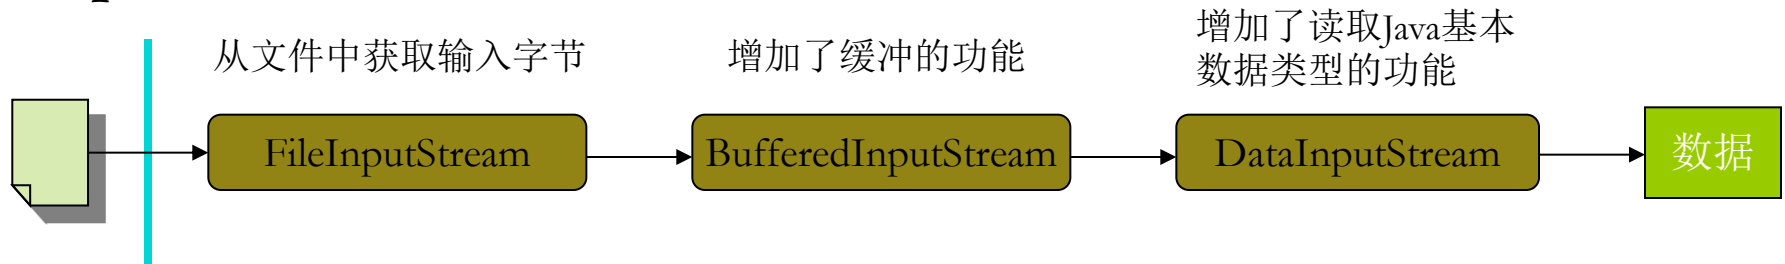 从文件中获取输入字节
增加了缓冲的功能
增加了读取Java基本
数据类型的功能
FileInputStream
BufferedInputStream
DataInputStream
数据